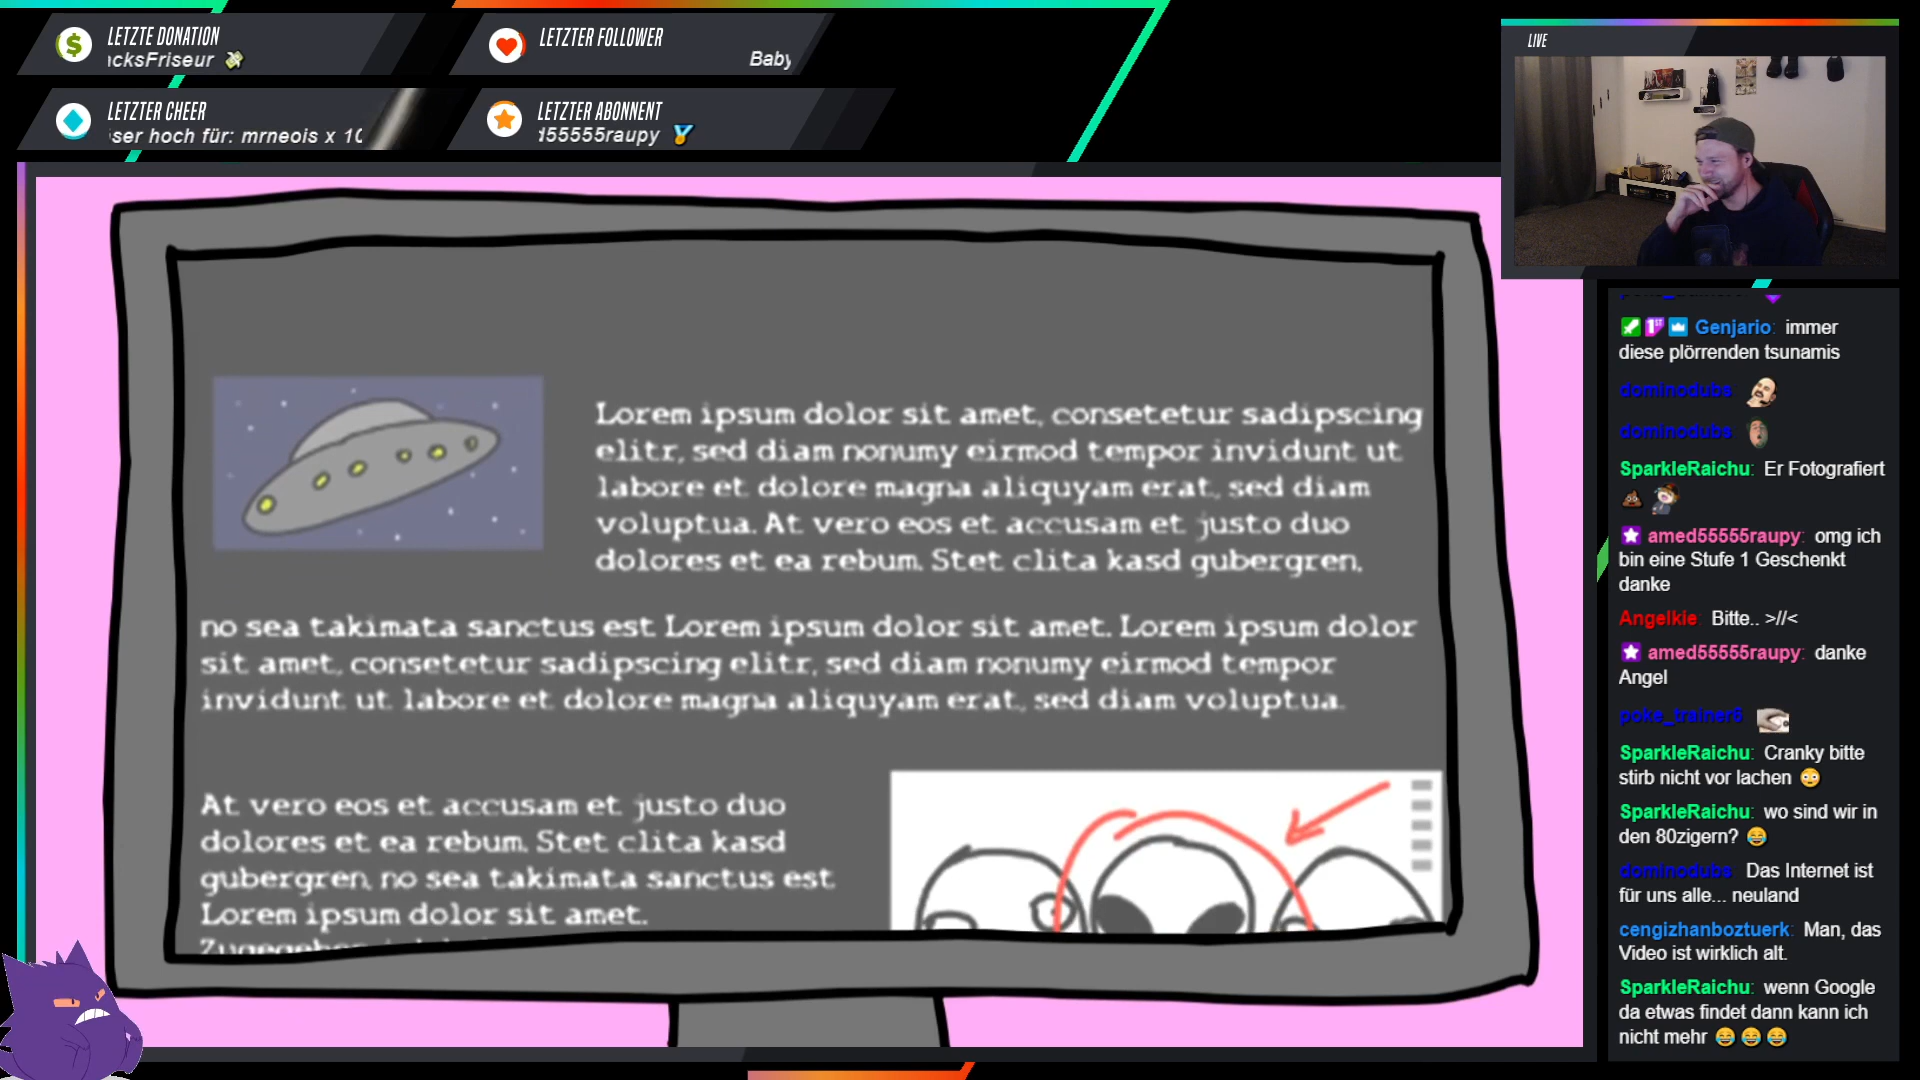 LETZTE DONATION
LETZTER FOLLOWER
cksFriseur
Baby
LETZTER CHEER
LETZTER ABONNENT
ser hoch für: mrneois x 10
55555raupy
LIVE
Lorem ipsum dolor sit amet, consetetur sadipscing
elitr, sed diam nonumy eirmod tempor invidunt ut
labore et dolore magna aliquyam erat, sed diam
voluptua. At vero eos et accusam et justo duo
dolores et ea rebum. Stet clita kasd gubergren,
no sea takimata sanctus est Lorem ipsum dolor sit amet. Lorem ipsum dolor
sit amet, consetetur sadipscing elitr, sed diam nonumy eirmod tempor
invidunt ut labore et dolore magna aliquyam erat, sed diam voluptua.
At vero eos et accusam et justo duo
dolores et ea rebum. Stet clita kasd
gubergren, no sea takimata sanctus est
Lorem ipsum dolor sit amet.
Genjario: immer
diese plörrenden tsunamis
dominodubs
dominodubs
SparkleRaichu: Er Fotografiert
amed55555raupy: omg ich
bin eine Stufe 1 Geschenkt
danke
Angelkie: Bitte.. >//<
amed55555raupy: danke
Angel
poke_trainer6
SparkleRaichu: Cranky bitte
stirb nicht vor lachen 😳
SparkleRaichu: wo sind wir in
den 80zigern? 😂
dominodubs: Das Internet ist
für uns alle... neuland
cengizhanboztuerk: Man, das
Video ist wirklich alt.
SparkleRaichu: wenn Google
da etwas findet dann kann ich
nicht mehr 😂 😂 😂